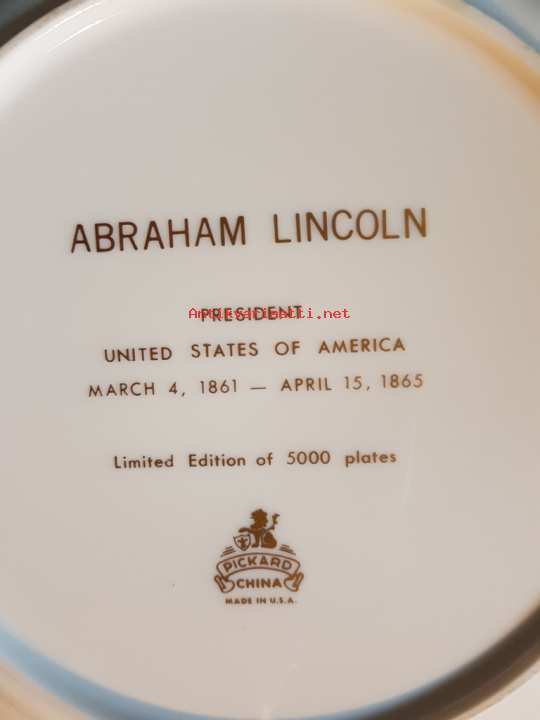 ABRAHAM LINCOLN
PRESIDENT
Antikvariaatti.net
UNITED STATES OF AMERICA
MARCH 4, 1861 — APRIL 15, 1865
Limited Edition of 5000 plates
PICKARD
CHINA
MADE IN U.S.A.